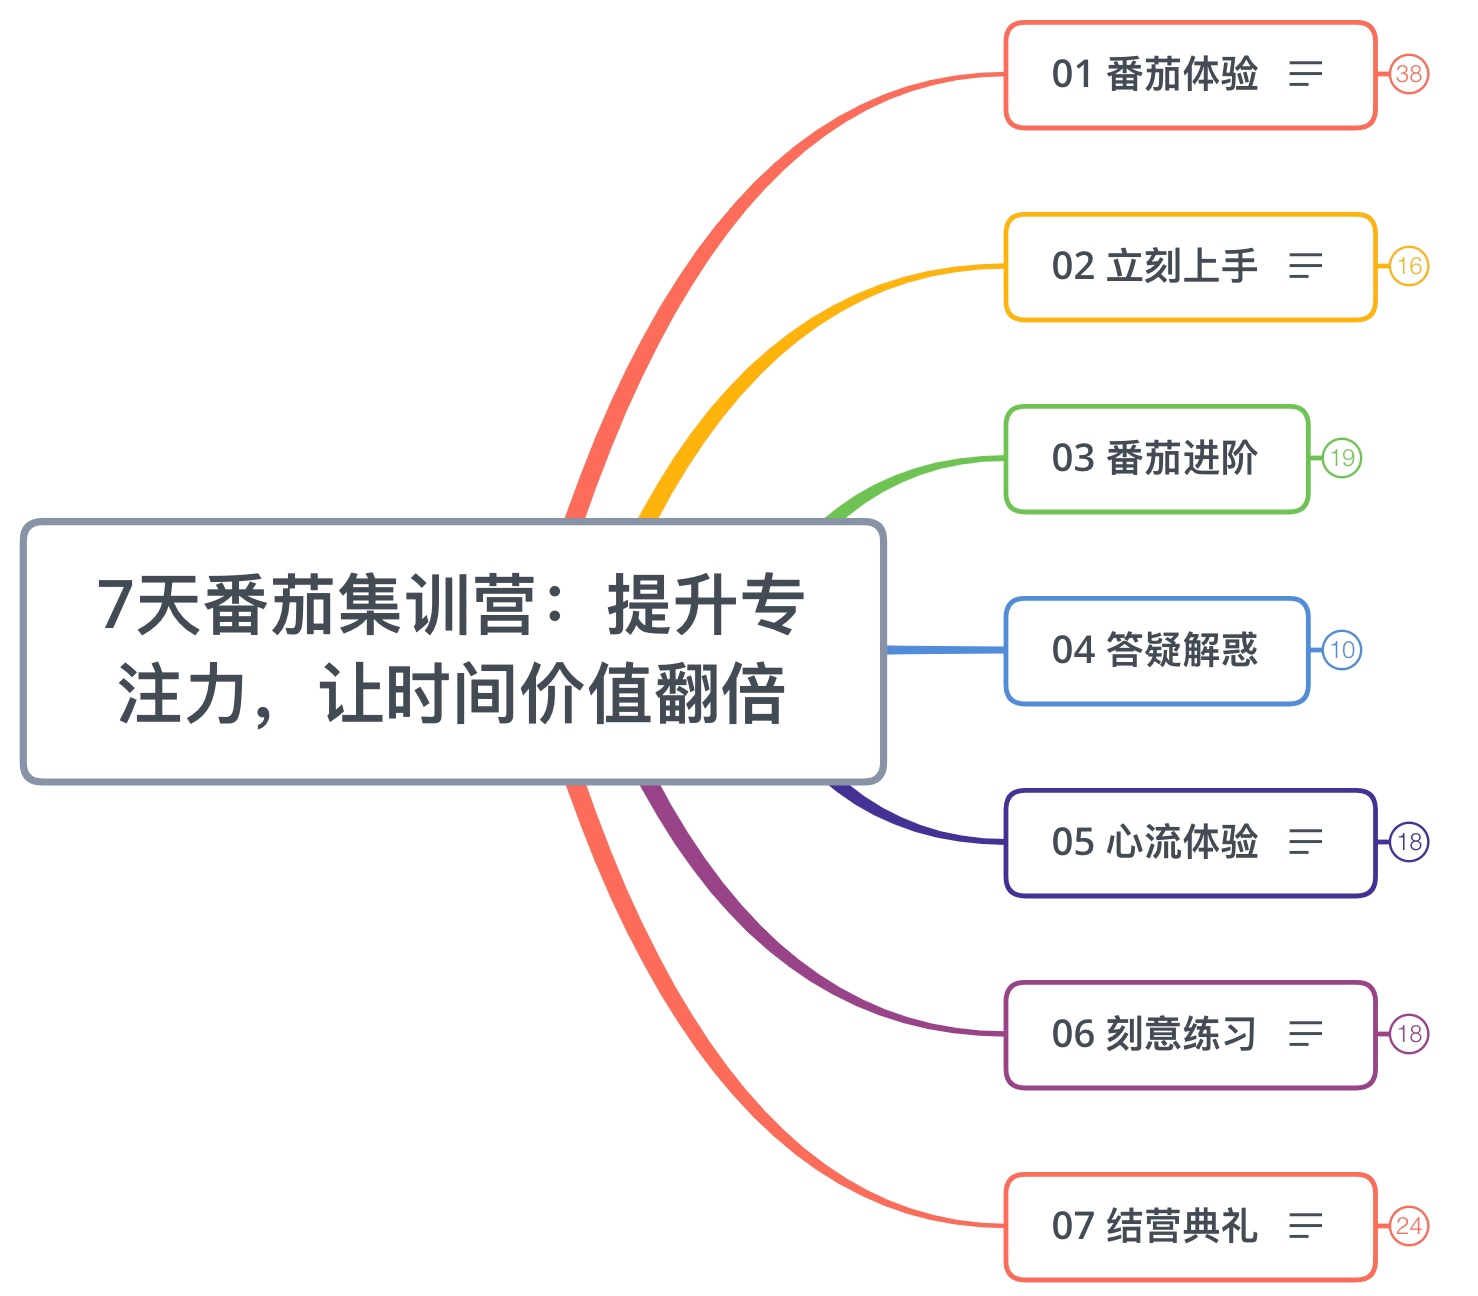 01 番茄体验
38
02 立刻上手
16
03 番茄进阶
19
7天番茄集训营：提升专
注力，让时间价值翻倍
04 答疑解惑
10
05 心流体验
18
06 刻意练习
18
07 结营典礼
24